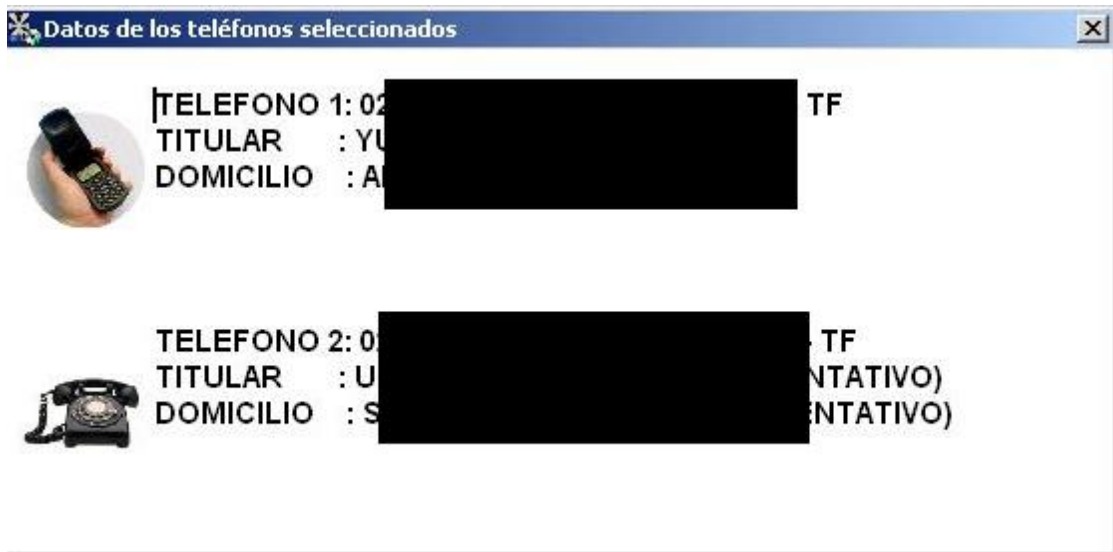 Datos de los teléfonos seleccionados
TELEFONO 1: 02 TF
TITULAR : YU
DOMICILIO : A
TELEFONO 2: 0 - TF
TITULAR : U NTATIVO)
DOMICILIO : S ENTATIVO)